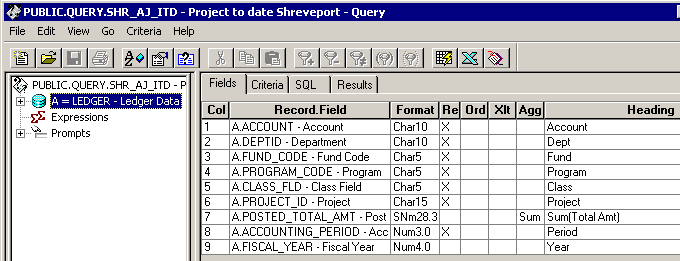 PUBLIC.QUERY.SHR_AJ_ITD - Project to date Shreveport - Query
File Edit View Go Criteria Help
PUBLIC.QUERY.SHR_AJ_ITD - P
A = LEDGER - Ledger Data
Expressions
Prompts
Fields Criteria SQL Results
Col Record.Field Format Re Ord Xlt Agg Heading
1 A.ACCOUNT - Account Char10 X Account
2 A.DEPTID - Department Char10 X Dept
3 A.FUND_CODE - Fund Code Char5 X Fund
4 A.PROGRAM_CODE - Program Char5 X Program
5 A.CLASS_FLD - Class Field Char5 X Class
6 A.PROJECT_ID - Project Char15 X Project
7 A.POSTED_TOTAL_AMT - Post SNm28.3 Sum Sum(Total Amt)
8 A.ACCOUNTING_PERIOD - Acc Num3.0 X Period
9 A.FISCAL_YEAR - Fiscal Year Num4.0 Year